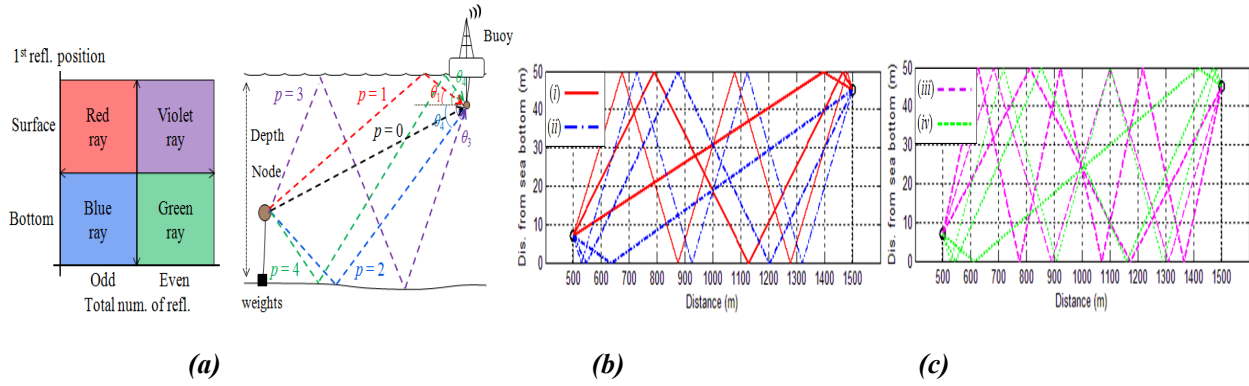 1st refl. position
Surface
Bottom
Red ray
Violet ray
Blue ray
Green ray
Odd
Even
Total num. of refl.
Buoy
p = 3
p = 1
p = 0
Depth
Node
θ1
θ4
θ3
p = 4
p = 2
weights
(a)
Dis. from sea bottom (m)
50
40
30
20
10
0
(i)
(ii)
500 600 700 800 900 1000 1100 1200 1300 1400 1500
Distance (m)
(b)
Dis. from sea bottom (m)
50
40
30
20
10
0
(iii)
(iv)
500 600 700 800 900 1000 1100 1200 1300 1400 1500
Distance (m)
(c)